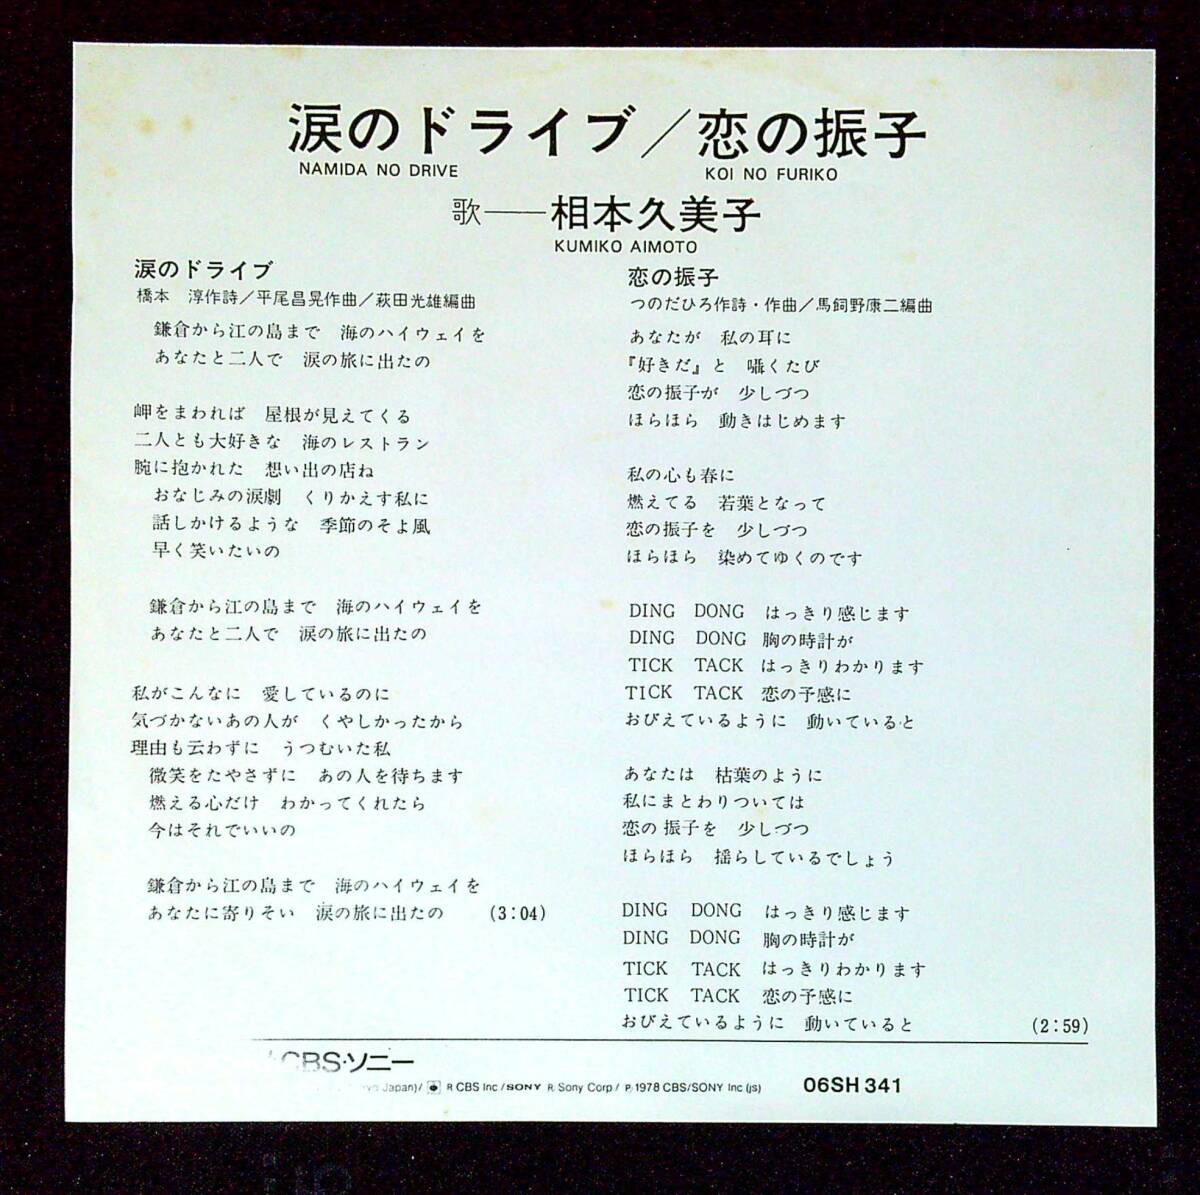 涙のドライブ／恋の振子
NAMIDA NO DRIVE KOI NO FURIKO
歌――相本久美子
KUMIKO AIMOTO
涙のドライブ
橋本 淳作詩／平尾昌晃作曲／萩田光雄編曲
鎌倉から江の島まで 海のハイウェイを
あなたと二人で 涙の旅に出たの
岬をまわれば 屋根が見えてくる
二人とも大好きな 海のレストラン
腕に抱かれた 想い出の店ね
おなじみの涙劇 くりかえす私に
話しかけるような 季節のそよ風
早く笑いたいの
鎌倉から江の島まで 海のハイウェイを
あなたと二人で 涙の旅に出たの
私がこんなに 愛しているのに
気づかないあの人が くやしかったから
理由も云わずに うつむいた私
微笑をたやさずに あの人を待ちます
燃える心だけ わかってくれたら
今はそれでいいの
鎌倉から江の島まで 海のハイウェイを
あなたに寄りそい 涙の旅に出たの (3:04)
恋の振子
つのだひろ作詩・作曲／馬飼野康二編曲
あなたが 私の耳に
『好きだ』と 囁くたび
恋の振子が 少しづつ
ほらほら 動きはじめます
私の心も春に
燃えてる 若葉となって
恋の振子を 少しづつ
ほらほら 染めてゆくのです
DING DONG はっきり感じます
DING DONG 胸の時計が
TICK TACK はっきりわかります
TICK TACK 恋の予感に
おびえているように 動いていると
あなたは 枯葉のように
私にまとわりついては
恋の振子を 少しづつ
ほらほら 揺らしているでしょう
DING DONG はっきり感じます
DING DONG 胸の時計が
TICK TACK はっきりわかります
TICK TACK 恋の予感に
おびえているように 動いていると (2:59)
CBS・ソニー
Japan)/ R CBS Inc/SONY R Sony Corp/ P 1978 CBS/SONY Inc (js) 06SH 341